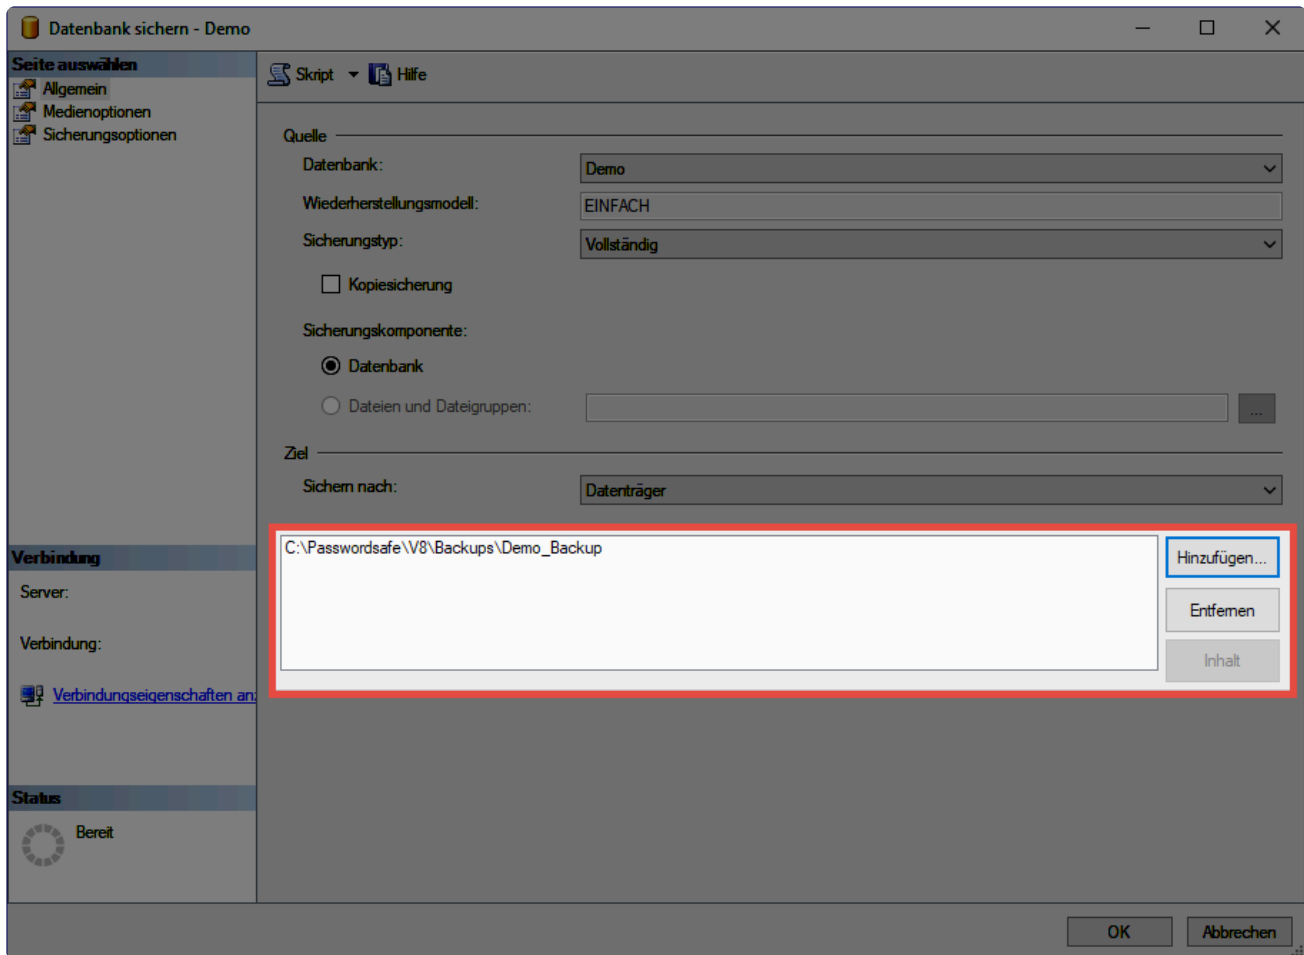 Datenbank sichern - Demo
Seite auswählen
Allgemein
Medienoptionen
Sicherungsoptionen
Skript Hilfe
Quelle
Datenbank: Demo
Wiederherstellungsmodell: EINFACH
Sicherungstyp: Vollständig
Kopiesicherung
Sicherungskomponente:
Datenbank
Dateien und Dateigruppen: ...
Ziel
Sichern nach: Datenträger
C:\Passwordsafe\V8\Backups\Demo_Backup
Hinzufügen...
Entfernen
Inhalt
Verbindung
Server:
Verbindung:
Verbindungseigenschaften an
Status
Bereit
OK Abbrechen